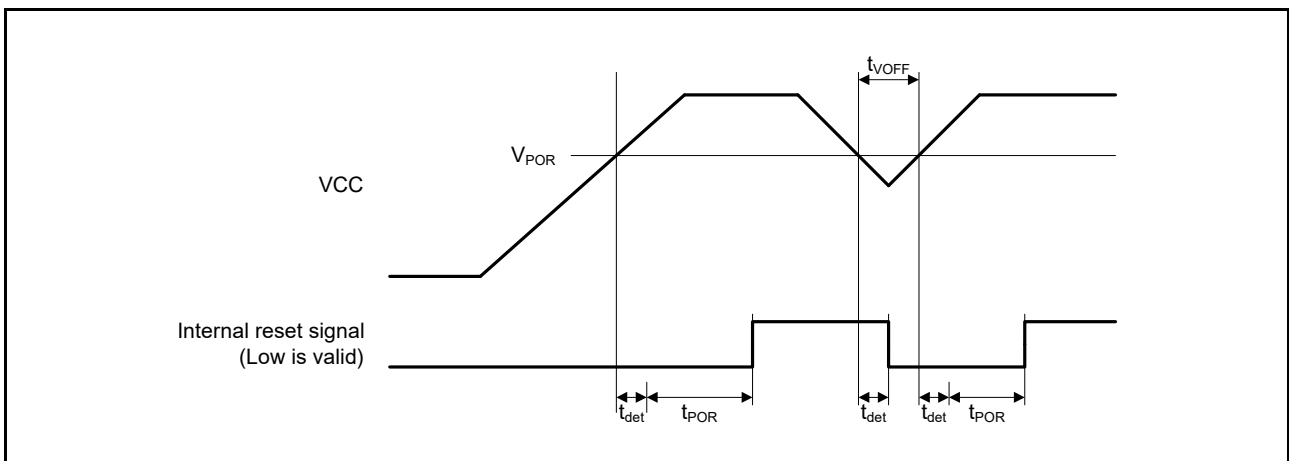 tVOFF
VPOR
VCC
Internal reset signal
(Low is valid)
tdet
tPOR
tdet
tdet
tPOR